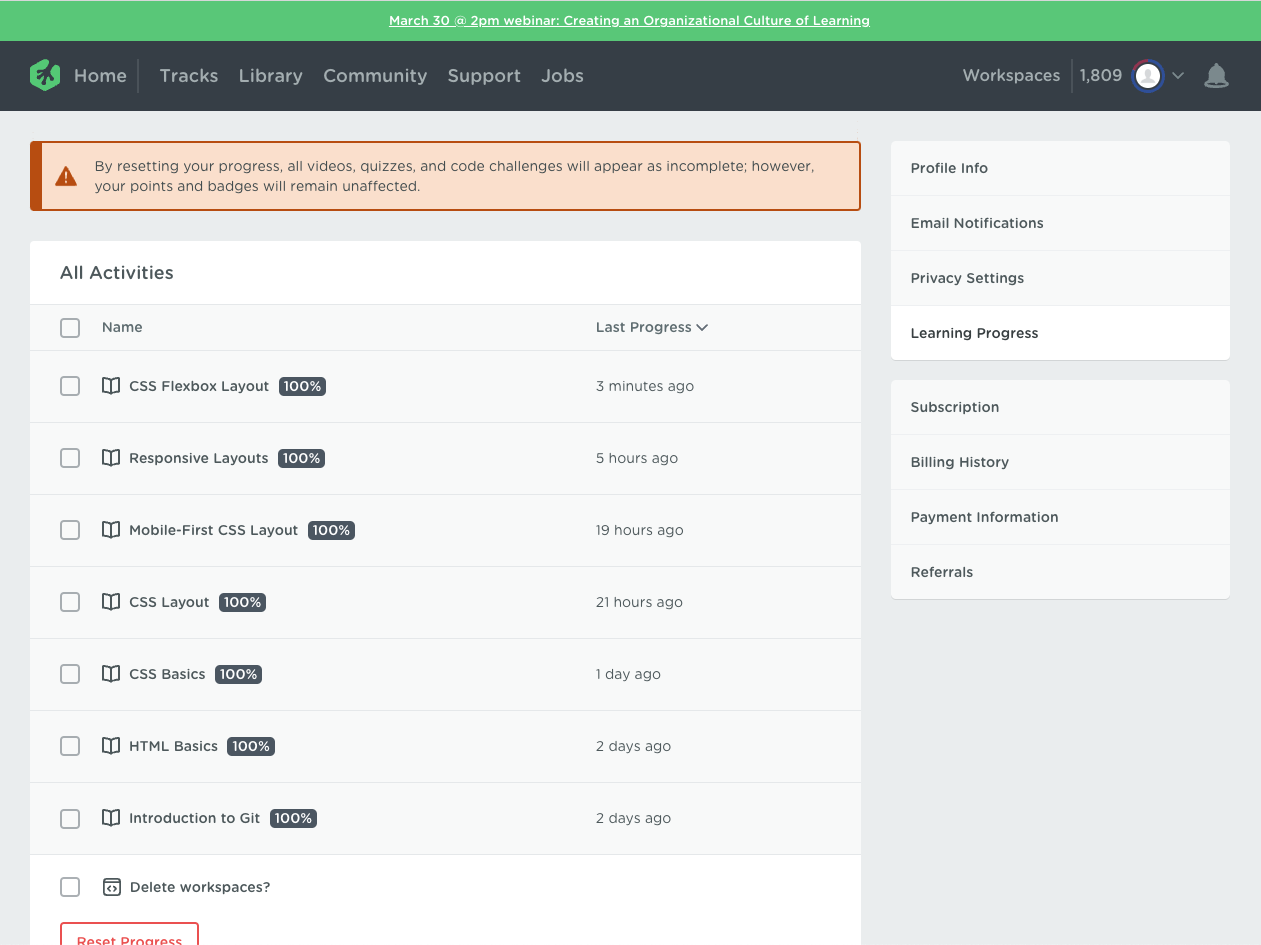 March 30 @ 2pm webinar: Creating an Organizational Culture of Learning
Home Tracks Library Community Support Jobs Workspaces 1,809
By resetting your progress, all videos, quizzes, and code challenges will appear as incomplete; however,
your points and badges will remain unaffected.
All Activities
Name Last Progress
CSS Flexbox Layout 100% 3 minutes ago
Responsive Layouts 100% 5 hours ago
Mobile-First CSS Layout 100% 19 hours ago
CSS Layout 100% 21 hours ago
CSS Basics 100% 1 day ago
HTML Basics 100% 2 days ago
Introduction to Git 100% 2 days ago
Delete workspaces?
Reset Progress
Profile Info
Email Notifications
Privacy Settings
Learning Progress
Subscription
Billing History
Payment Information
Referrals